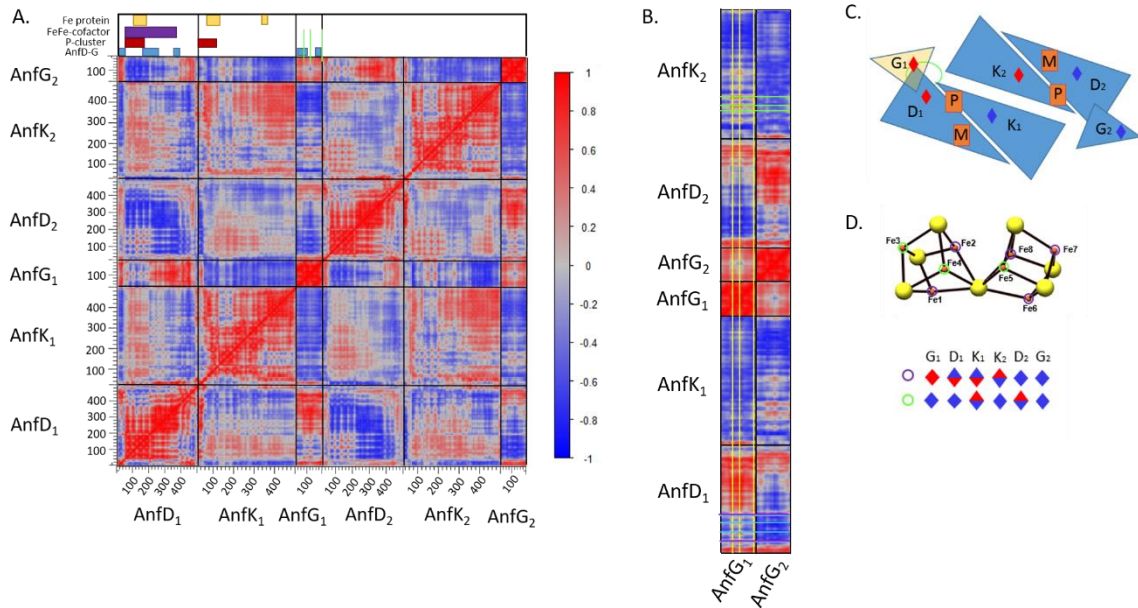 A.
Fe protein
FeFe-cofactor
P-cluster
AnfD-G
AnfG2
100
AnfK2
400
300
200
100
AnfD2
400
300
200
100
AnfG1
100
AnfK1
400
300
200
100
AnfD1
400
300
200
100
100 200 300 400 100 200 300 400 100 100 200 300 400 100 200 300 400 100
AnfD1 AnfK1 AnfG1 AnfD2 AnfK2 AnfG2
1
0.8
0.6
0.4
0.2
0
-0.2
-0.4
-0.6
-0.8
-1
B.
AnfK2
AnfD2
AnfG2
AnfG1
AnfK1
AnfD1
AnfG1 AnfG2
C.
G1 K2 M D2
D1 P P
M K1 G2
D.
Fe3 Fe2 Fe8 Fe7
Fe4 Fe5
Fe1 Fe6
G1 D1 K1 K2 D2 G2